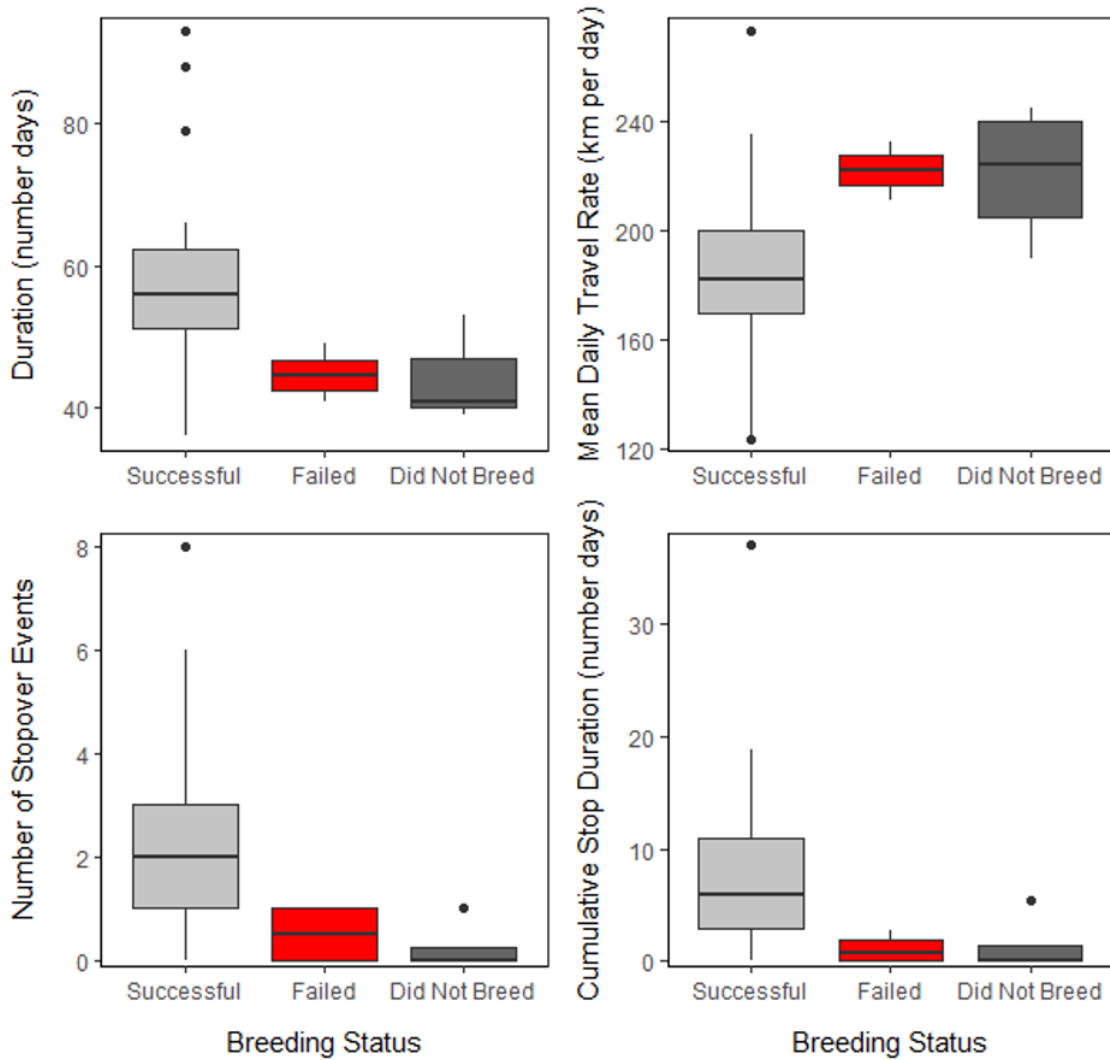 Duration (number days)
80
60
40
Successful Failed Did Not Breed
Mean Daily Travel Rate (km per day)
240
200
160
120
Successful Failed Did Not Breed
Number of Stopover Events
8
6
4
2
0
Successful Failed Did Not Breed
Breeding Status
Cumulative Stop Duration (number days)
30
20
10
0
Successful Failed Did Not Breed
Breeding Status